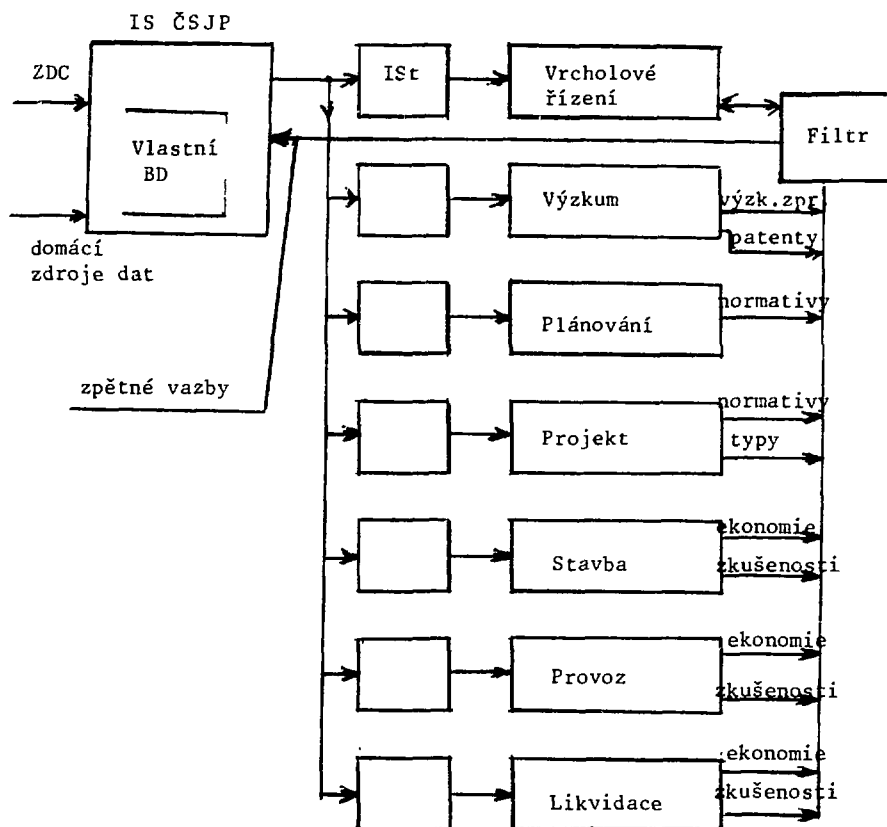 IS ČSJP
ZDC
ISt
Vrcholové
řízení
Filtr
Vlastní
BD
Výzkum
výzk.zpr.
patenty
domácí
zdroje dat
normativy
Plánování
zpětné vazby
normativy
Projekt
typy
ekonomie
Stavba
zkušenosti
ekonomie
Provoz
zkušenosti
ekonomie
Likvidace
zkušenosti